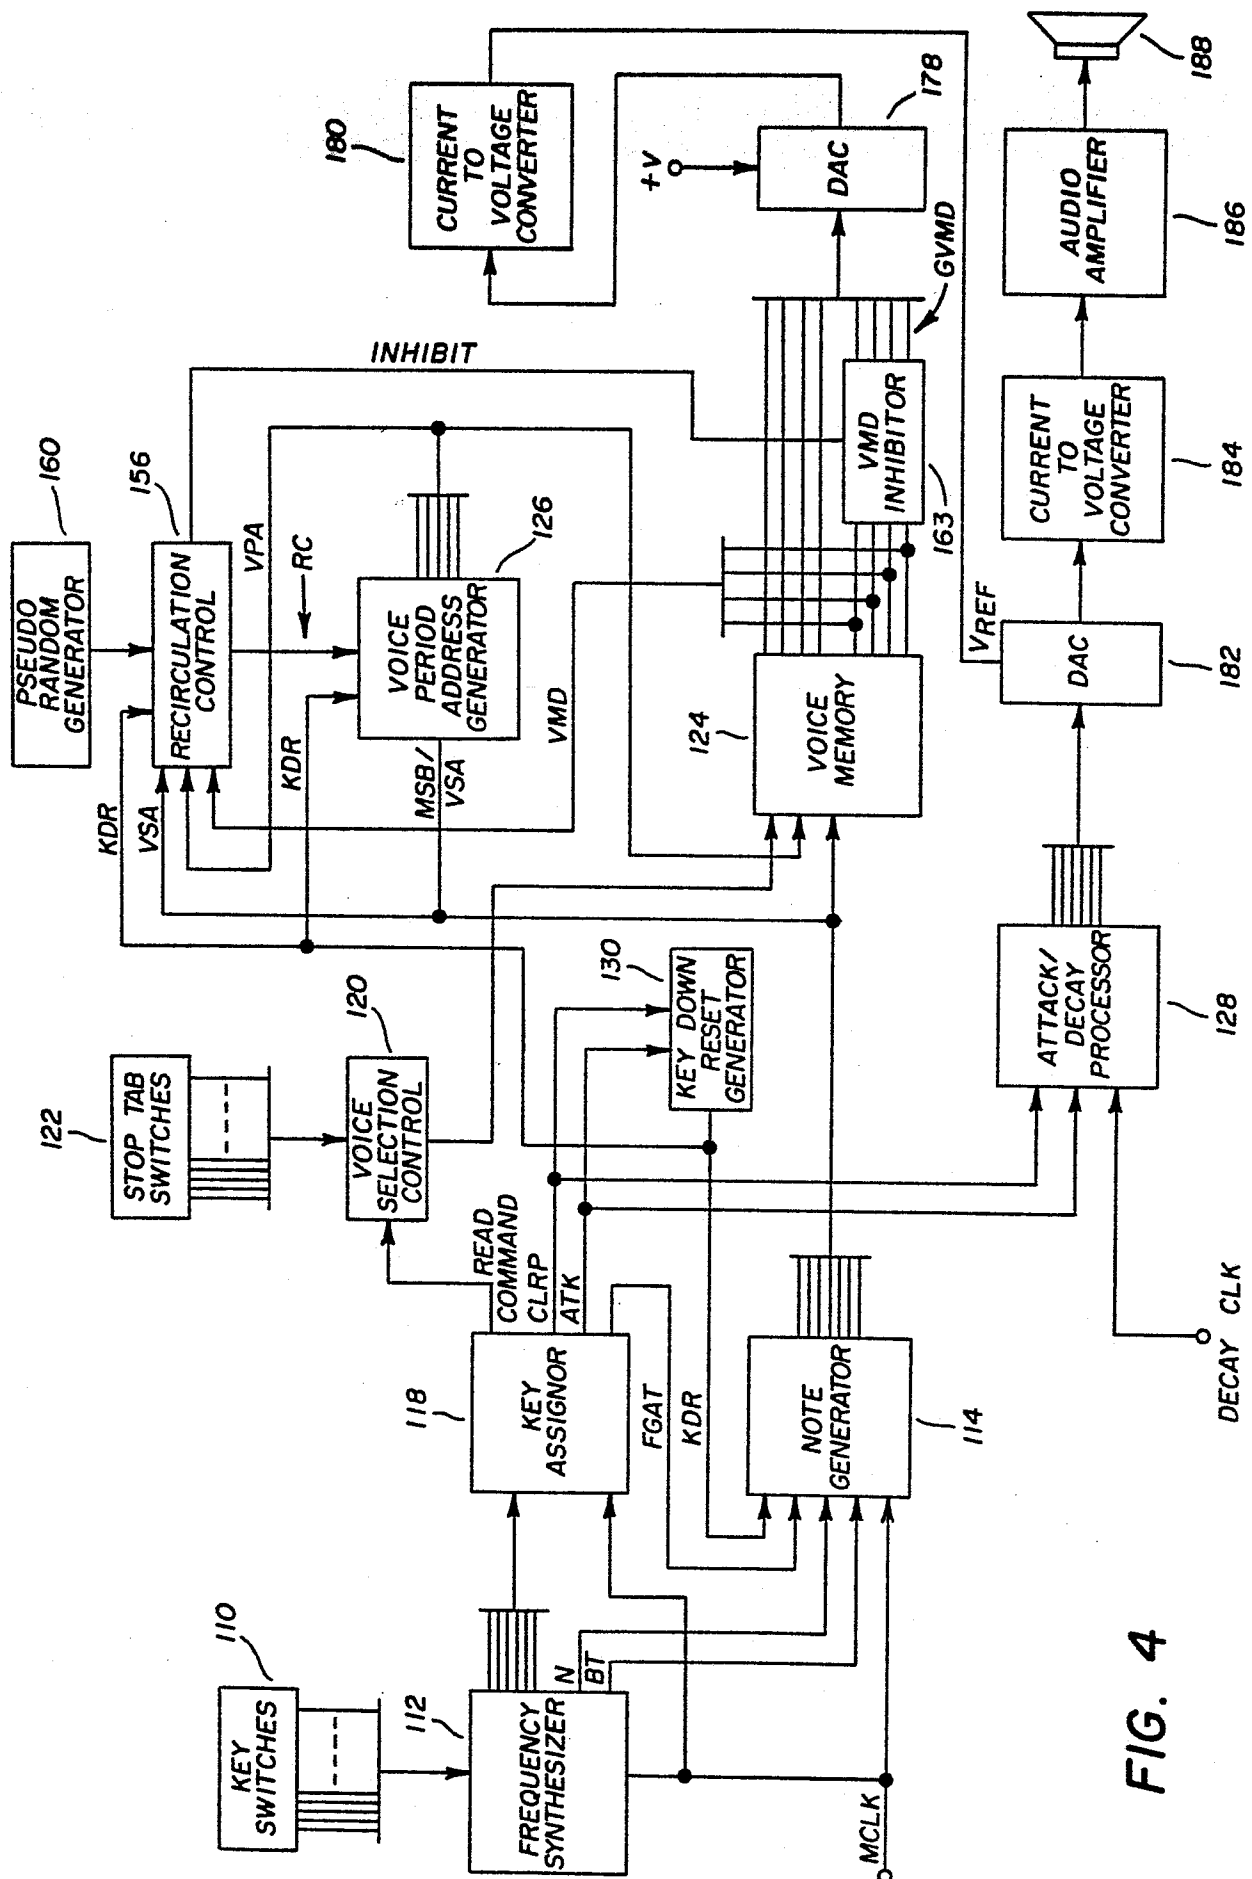 110
KEY
SWITCHES
112
FREQUENCY
SYNTHESIZER
N
BT
MCLK
118
KEY
ASSIGNOR
READ
COMMAND
CLRP
ATK
FGAT
KDR
NOTE
GENERATOR
114
DECAY CLK
122
STOP TAB
SWITCHES
120
VOICE
SELECTION
CONTROL
130
KEY DOWN
RESET
GENERATOR
ATTACK/
DECAY
PROCESSOR
128
KDR
VSA
KDR
MSB/
VSA
VMD
160
PSEUDO
RANDOM
GENERATOR
156
RECIRCULATION
CONTROL
VPA
RC
126
VOICE
PERIOD
ADDRESS
GENERATOR
INHIBIT
124
VOICE
MEMORY
163
VMD
INHIBITOR
GVMD
VREF
DAC
182
CURRENT
TO
VOLTAGE
CONVERTER
184
180
CURRENT
TO
VOLTAGE
CONVERTER
+V
DAC
178
AUDIO
AMPLIFIER
186
188
FIG. 4